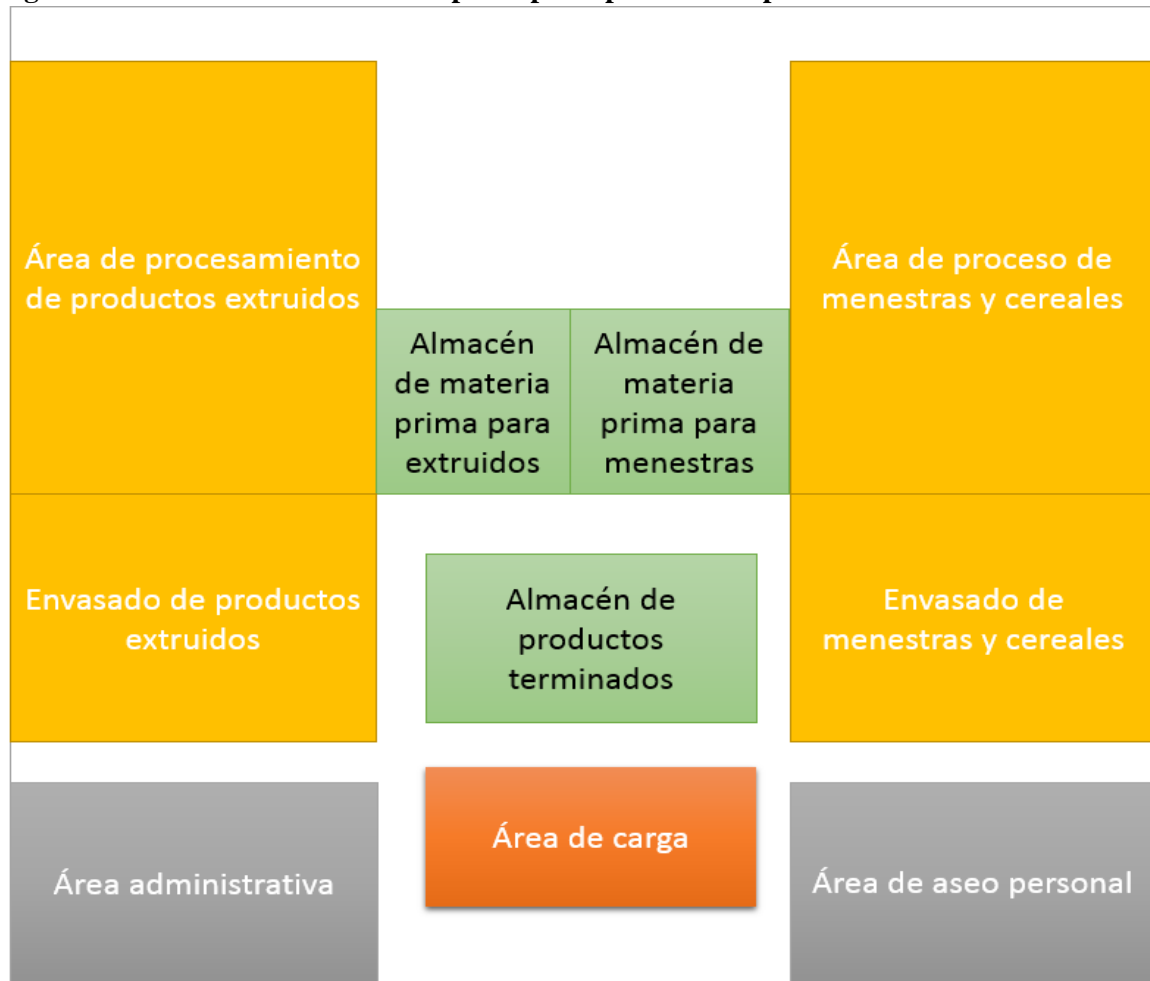 Área de procesamiento
de productos extruidos
Área de proceso de
menestras y cereales
Almacén
de materia
prima para
extruidos
Almacén de
materia
prima para
menestras
Envasado de productos
extruidos
Almacén de
productos
terminados
Envasado de
menestras y cereales
Área administrativa
Área de carga
Área de aseo personal